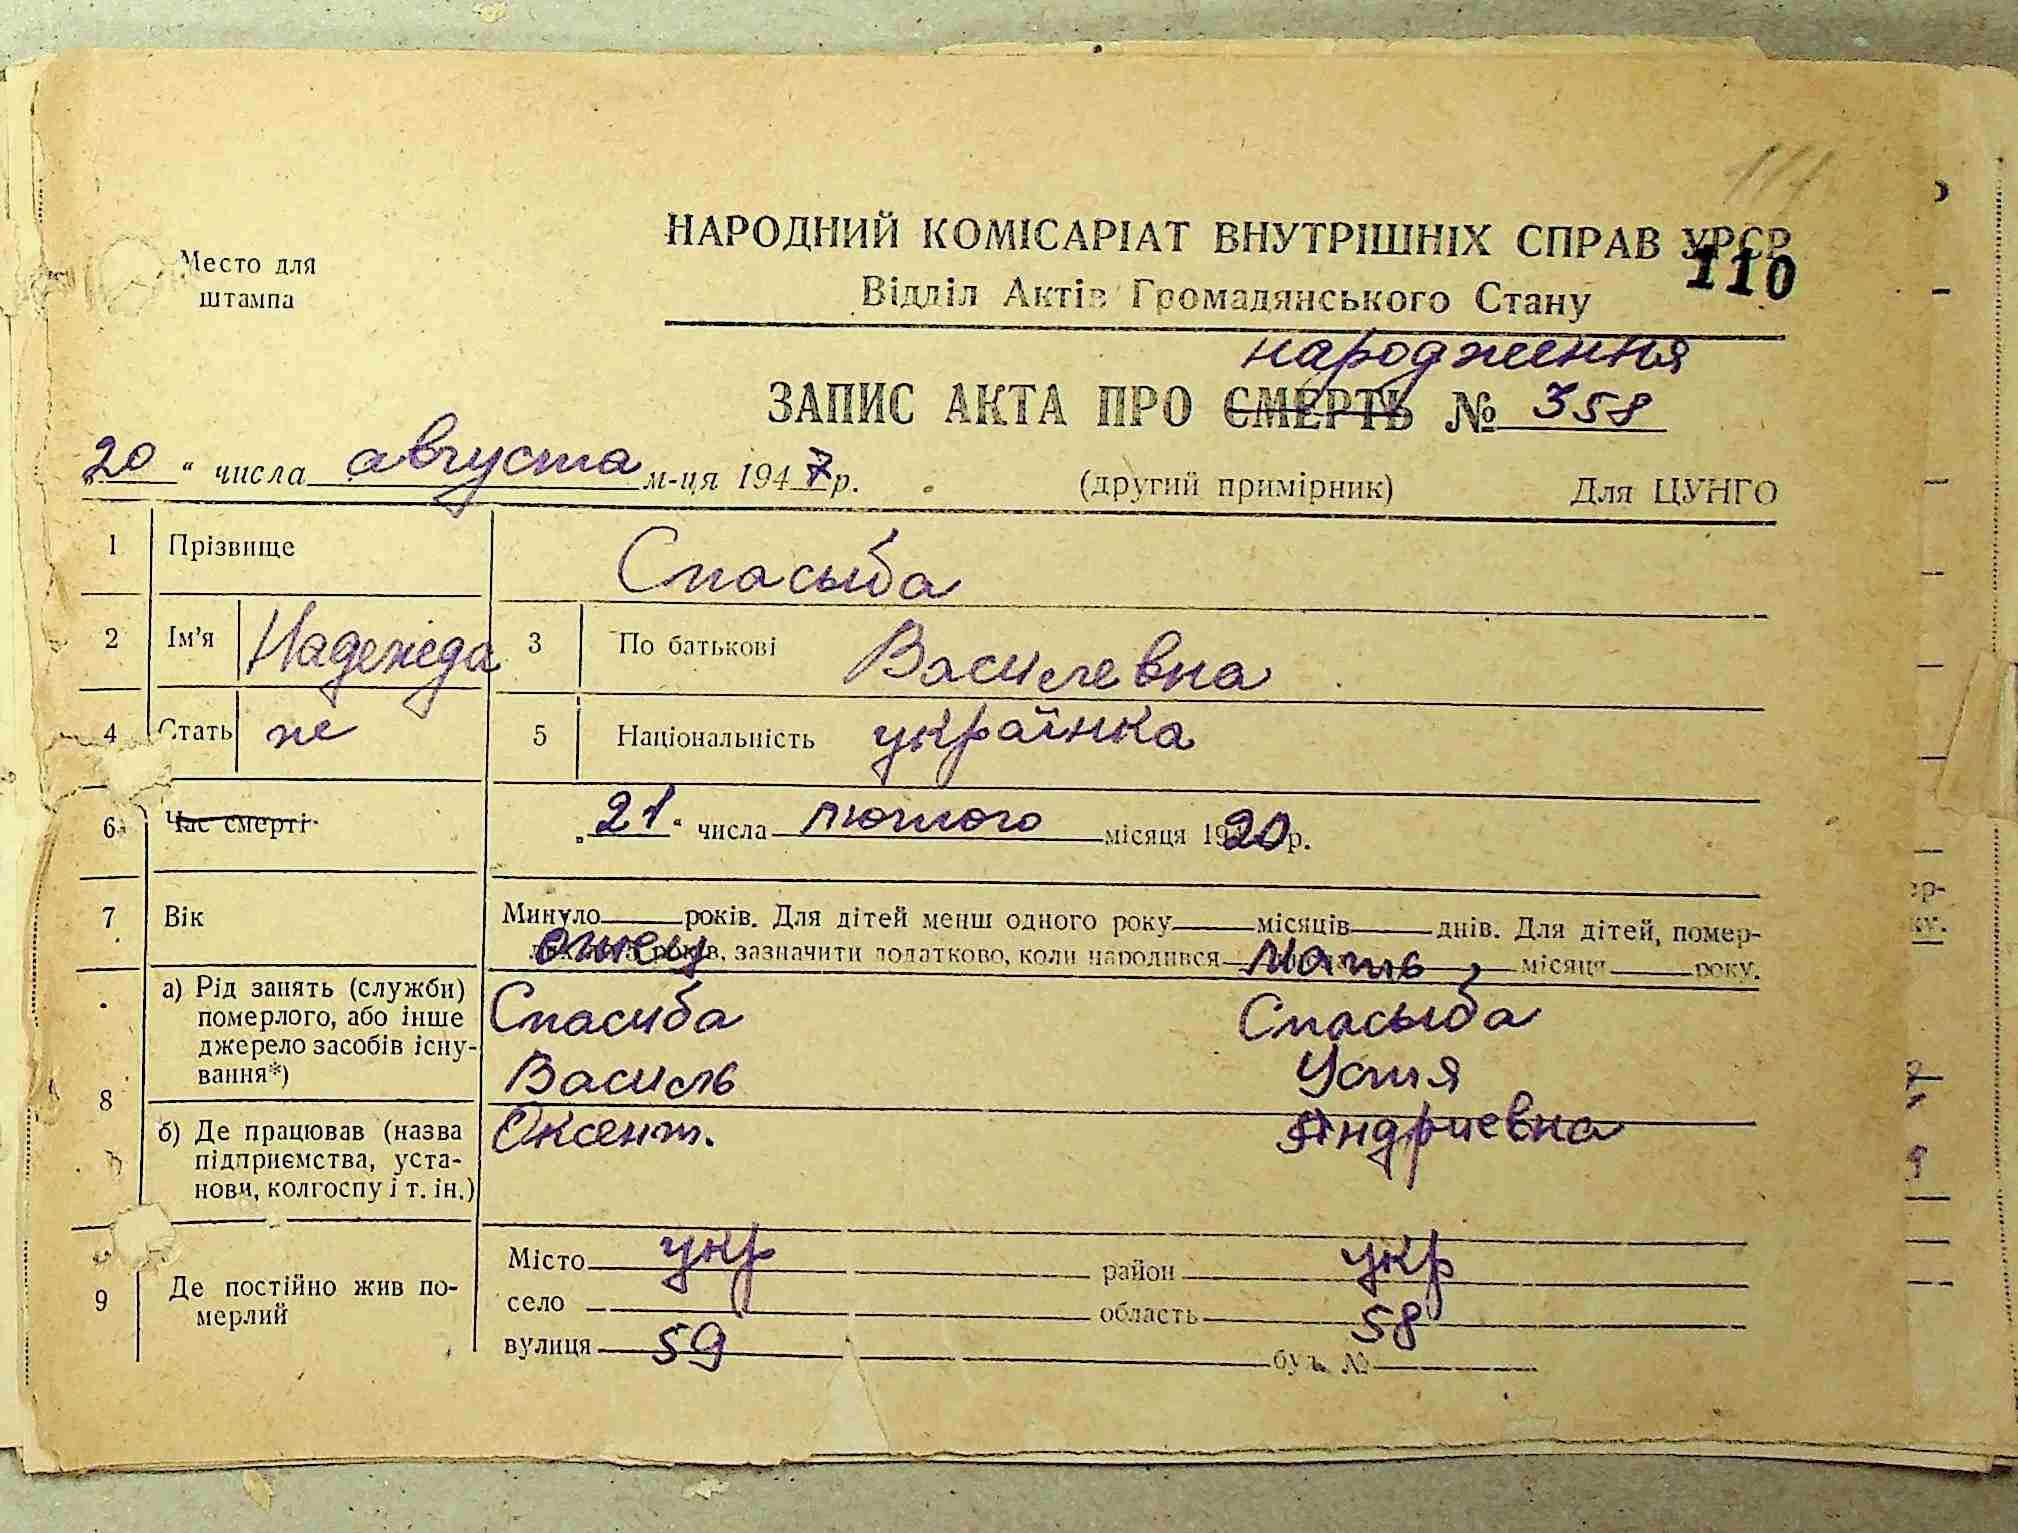 111
НАРОДНИЙ КОМІСАРІАТ ВНУТРІШНІХ СПРАВ УРСР
110
Место для
штампа
Відділ Актів Громадянського Стану
народження
ЗАПИС АКТА ПРО СМЕРТЬ № 358
20 " числа августа м-ця 1947 р. (другий примірник) Для ЦУНГО
1 Прізвище Спасыба
2 Ім'я Надежда 3 По батькові Василевна
4 Стать ж 5 Національність українка
6 Час смерті „21" числа лютого місяця 1920 р.
7 Вік Минуло року. Для дітей менш одного року місяців днів. Для дітей, помер-
отец років, зазначити додатково, коли народився мать, місяця року.
8 а) Рід занять (служби) Спасиба Спасыба
померлого, або інше
джерело засобів існу-
вання*) Василь Устя
б) Де працював (назва Оксент. Андриевна
підприємства, уста-
нови, колгоспу і т. ін.)
9 Де постійно жив по-
мерлий
Місто укр район укр
село область 58
вулиця 59 буд. №